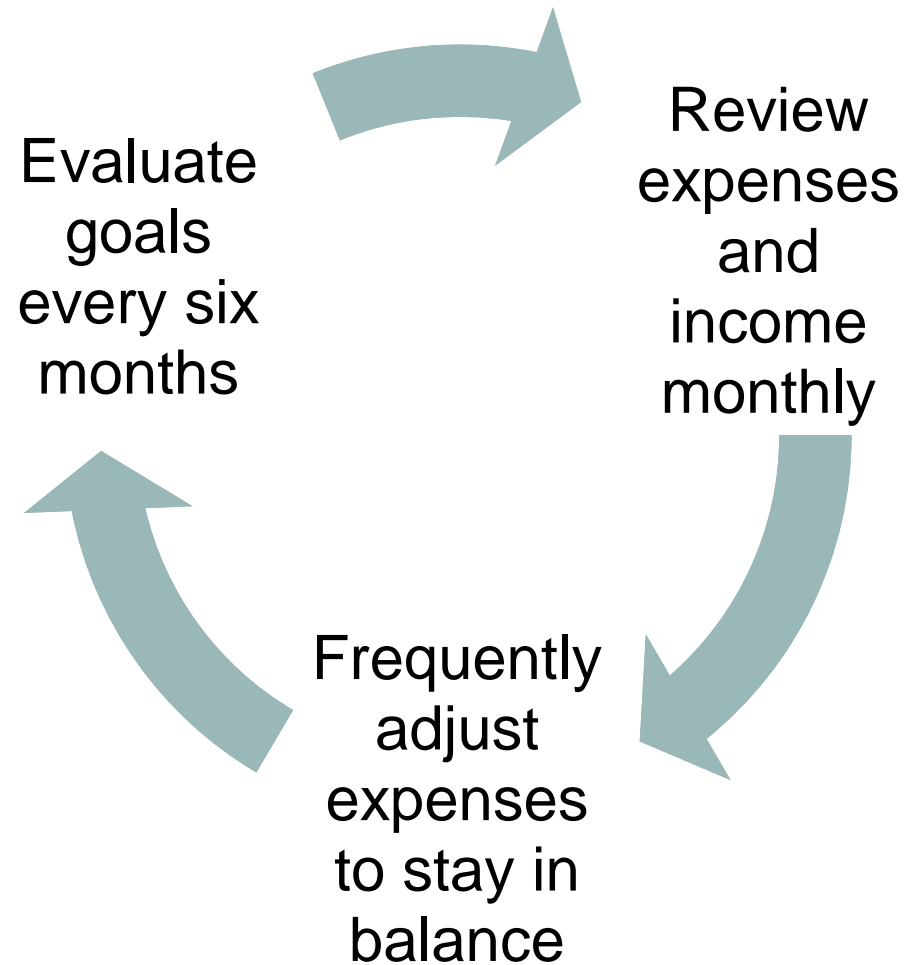 Evaluate
goals
every six
months
Review
expenses
and
income
monthly
Frequently
adjust
expenses
to stay in
balance